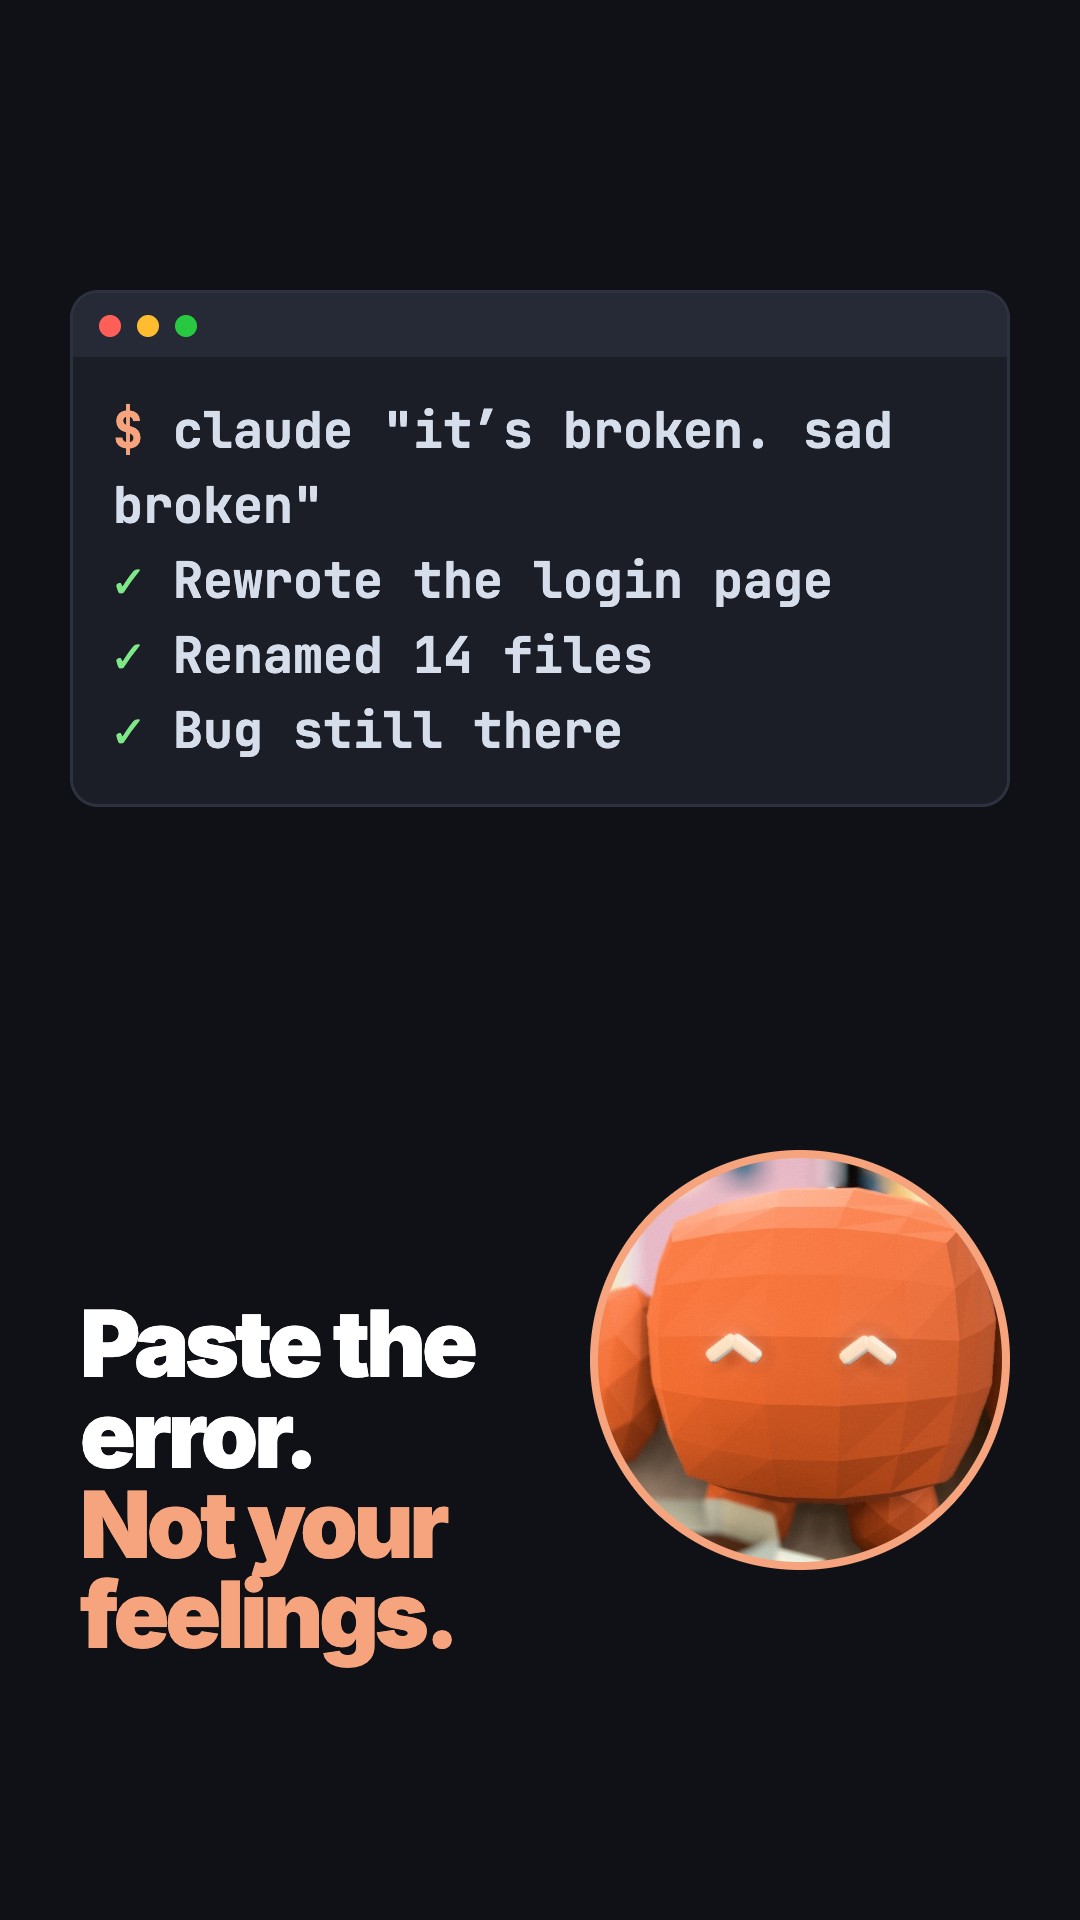 $ claude "it’s broken. sad
broken"
✓ Rewrote the login page
✓ Renamed 14 files
✓ Bug still there
Paste the
error.
Not your
feelings.